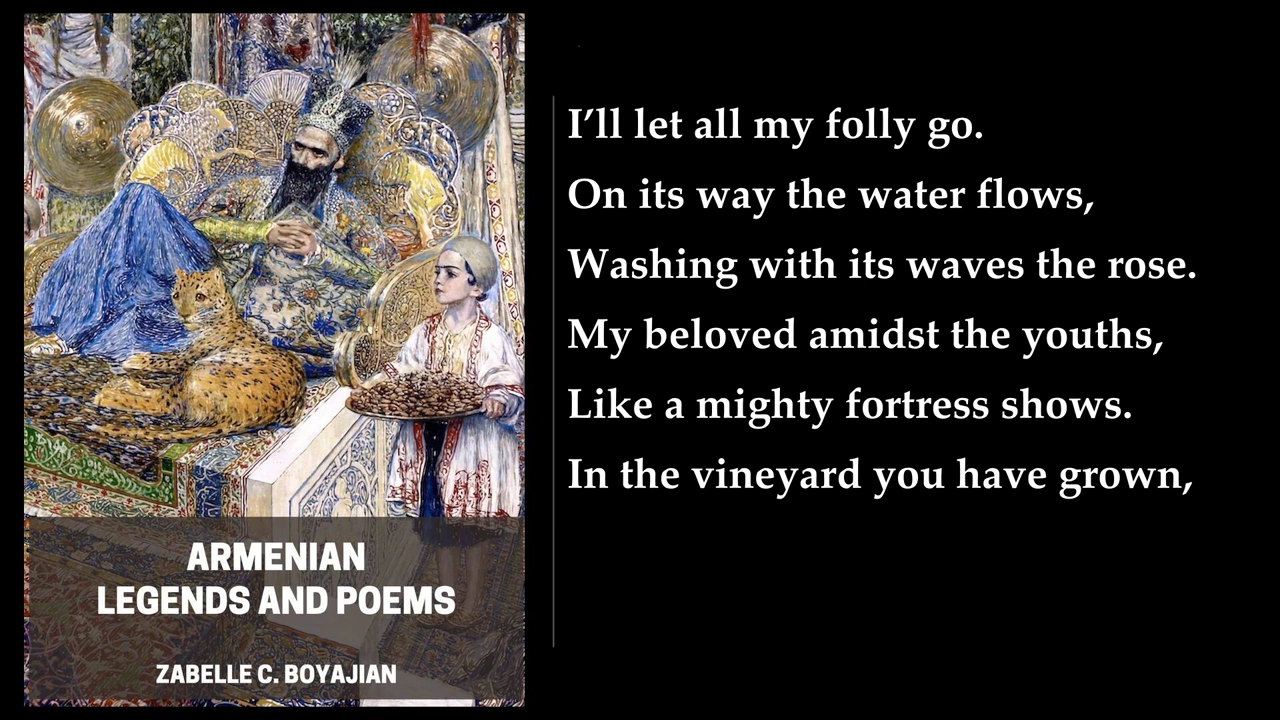 ARMENIAN
LEGENDS AND POEMS
ZABELLE C. BOYAJIAN
I’ll let all my folly go.
On its way the water flows,
Washing with its waves the rose.
My beloved amidst the youths,
Like a mighty fortress shows.
In the vineyard you have grown,